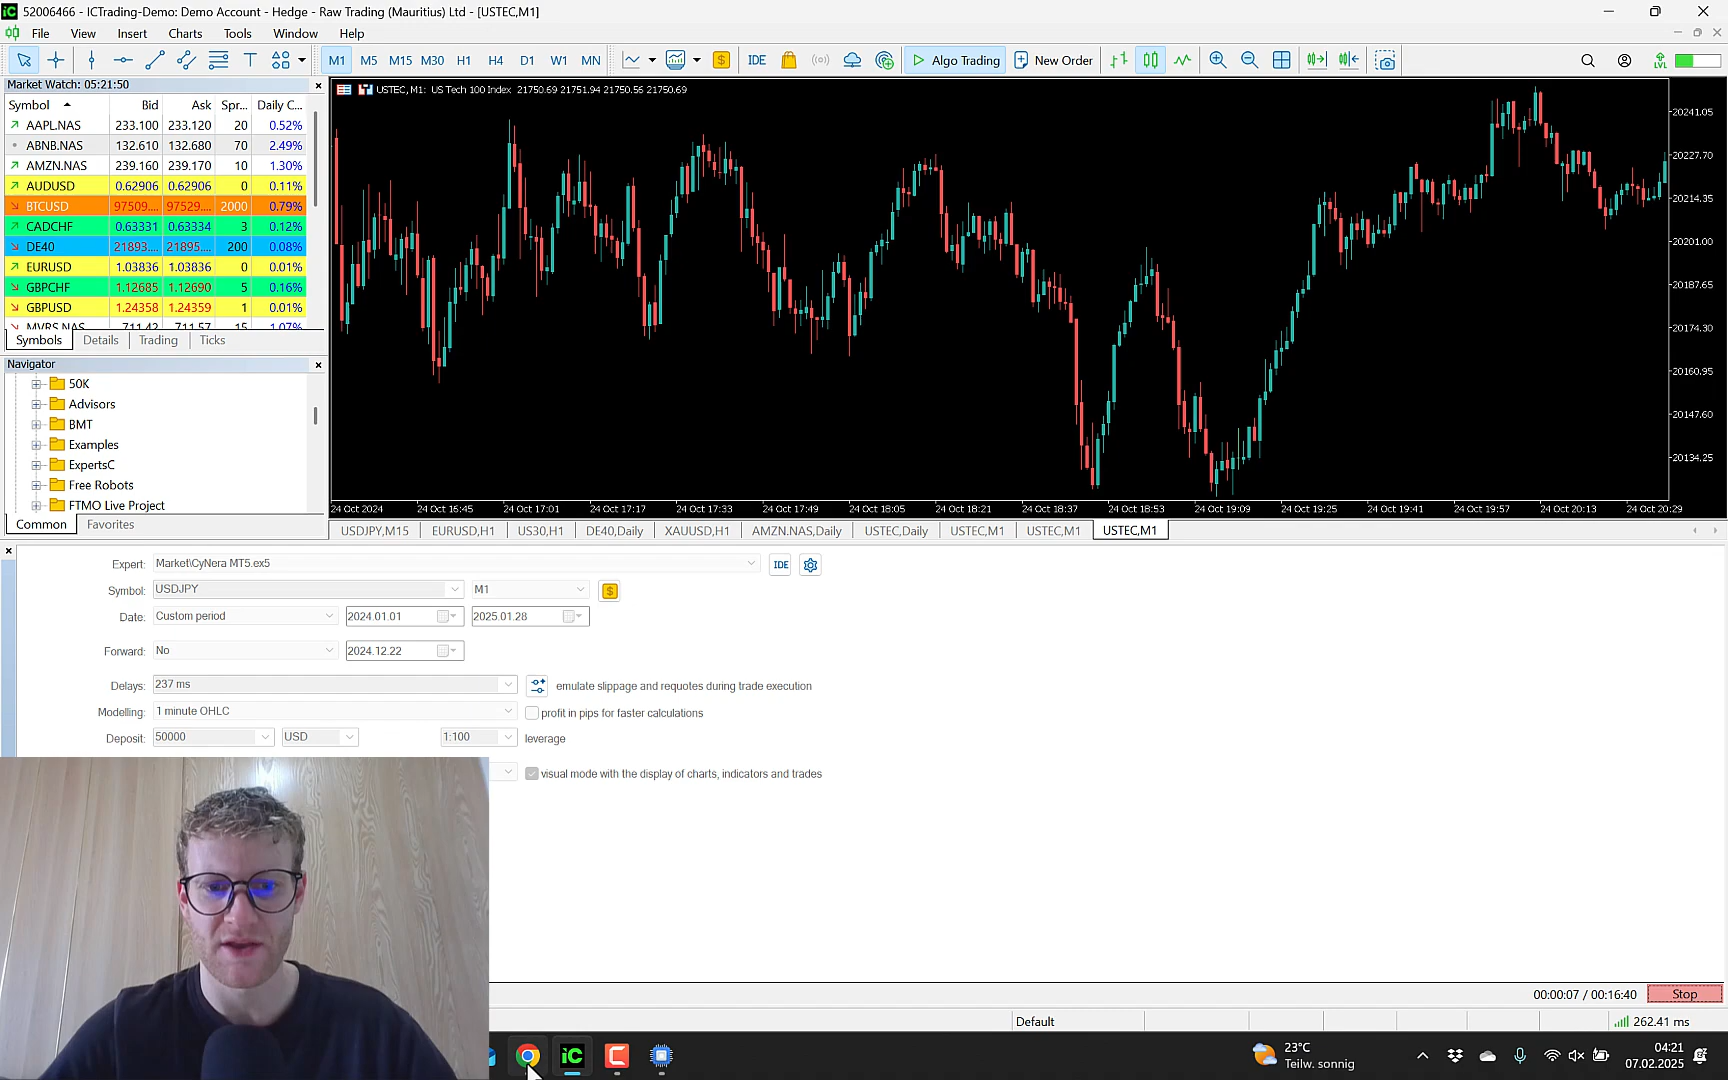 52006466 - ICTrading-Demo: Demo Account - Hedge - Raw Trading (Mauritius) Ltd - [USTEC,M1]
File View Insert Charts Tools Window Help
M1 M5 M15 M30 H1 H4 D1 W1 MN IDE Algo Trading New Order LVL
Market Watch: 05:21:50
Symbol Bid Ask Spr... Daily C...
AAPL.NAS 233.100 233.120 20 0.52%
ABNB.NAS 132.610 132.680 70 2.49%
AMZN.NAS 239.160 239.170 10 1.30%
AUDUSD 0.62906 0.62906 0 0.11%
BTCUSD 97509.... 97529.... 2000 0.79%
CADCHF 0.63331 0.63334 3 0.12%
DE40 21893.... 21895.... 200 0.08%
EURUSD 1.03836 1.03836 0 0.01%
GBPCHF 1.12685 1.12690 5 0.16%
GBPUSD 1.24358 1.24359 1 0.01%
711.42 711.57 15 1.07%
Symbols Details Trading Ticks
Navigator
50K
Advisors
BMT
Examples
ExpertsC
Free Robots
FTMO Live Project
Common Favorites
USTEC, M1: US Tech 100 Index 21750.69 21751.94 21750.56 21750.69
20241.05
20227.70
20214.35
20201.00
20187.65
20174.30
20160.95
20147.60
20134.25
24 Oct 2024 24 Oct 16:45 24 Oct 17:01 24 Oct 17:17 24 Oct 17:33 24 Oct 17:49 24 Oct 18:05 24 Oct 18:21 24 Oct 18:37 24 Oct 18:53 24 Oct 19:09 24 Oct 19:25 24 Oct 19:41 24 Oct 19:57 24 Oct 20:13 24 Oct 20:29
USDJPY,M15 EURUSD,H1 US30,H1 DE40,Daily XAUUSD,H1 AMZN.NAS,Daily USTEC,Daily USTEC,M1 USTEC,M1 USTEC,M1
Expert: Market\CyNera MT5.ex5 IDE
Symbol: USDJPY M1
Date: Custom period 2024.01.01 2025.01.28
Forward: No 2024.12.22
Delays: 237 ms emulate slippage and requotes during trade execution
Modelling: 1 minute OHLC profit in pips for faster calculations
Deposit: 50000 USD 1:100 leverage
visual mode with the display of charts, indicators and trades
00:00:07 / 00:16:40 Stop
Default 262.41 ms
23°C
Teilw. sonnig
04:21
07.02.2025